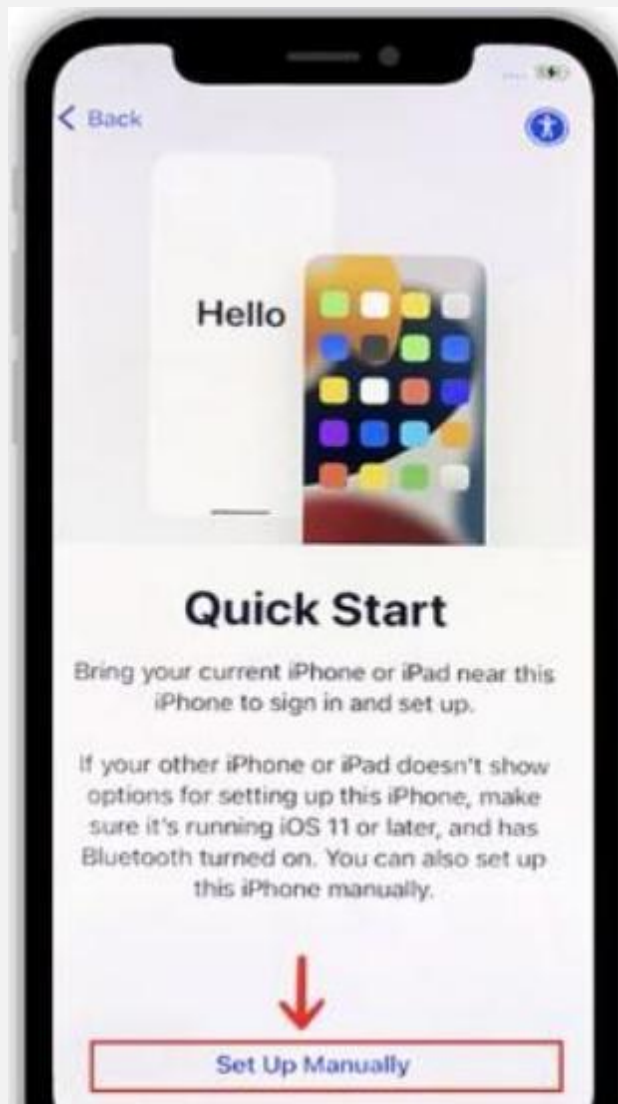 Back
Hello
Quick Start
Bring your current iPhone or iPad near this
iPhone to sign in and set up.
If your other iPhone or iPad doesn't show
options for setting up this iPhone, make
sure it's running iOS 11 or later, and has
Bluetooth turned on. You can also set up
this iPhone manually.
Set Up Manually